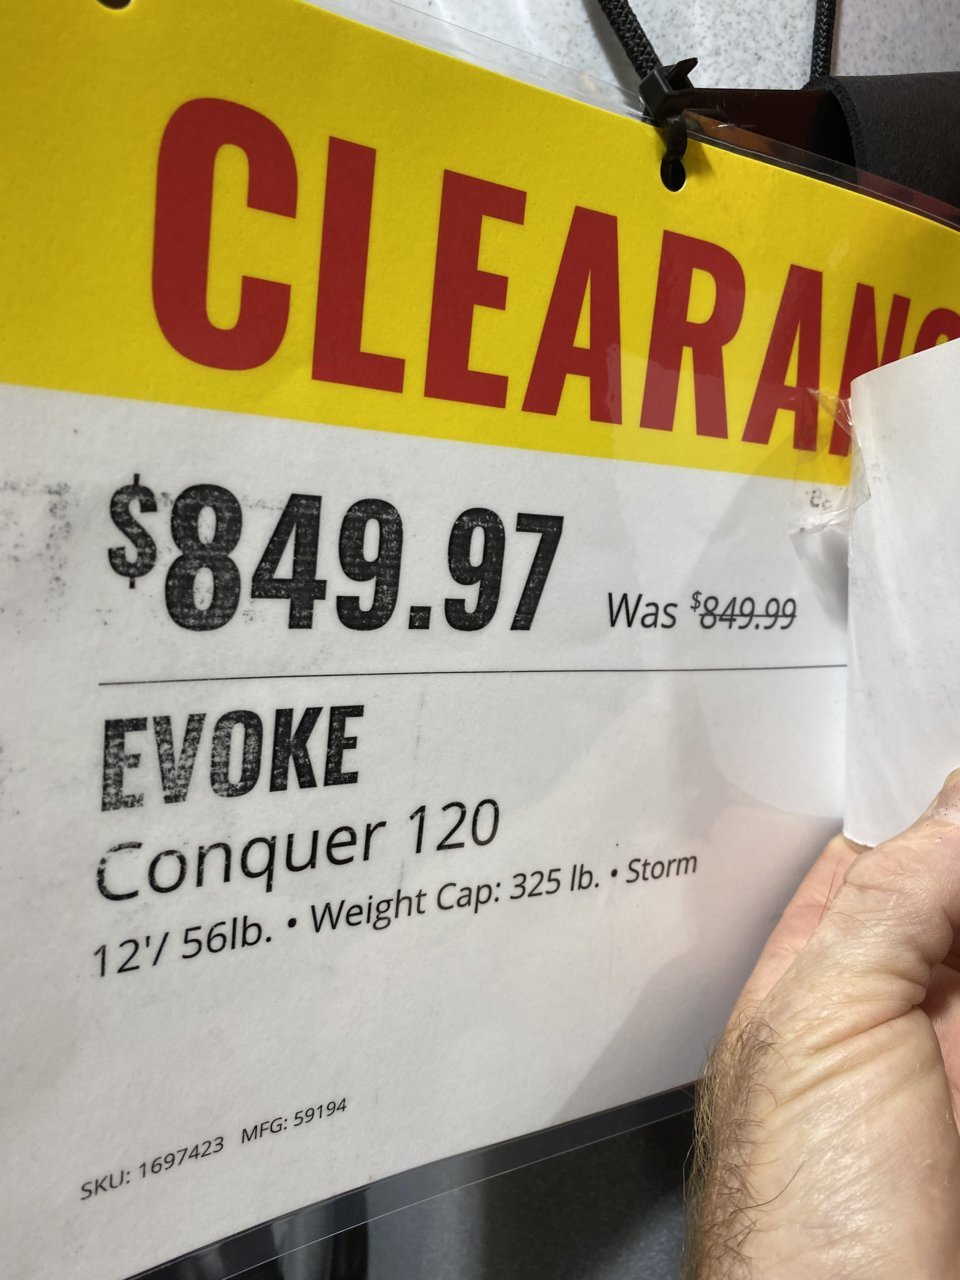 CLEARANC
$849.97 Was $849.99
EVOKE
Conquer 120
12'/ 56lb. • Weight Cap: 325 lb. • Storm
SKU: 1697423 MFG: 59194